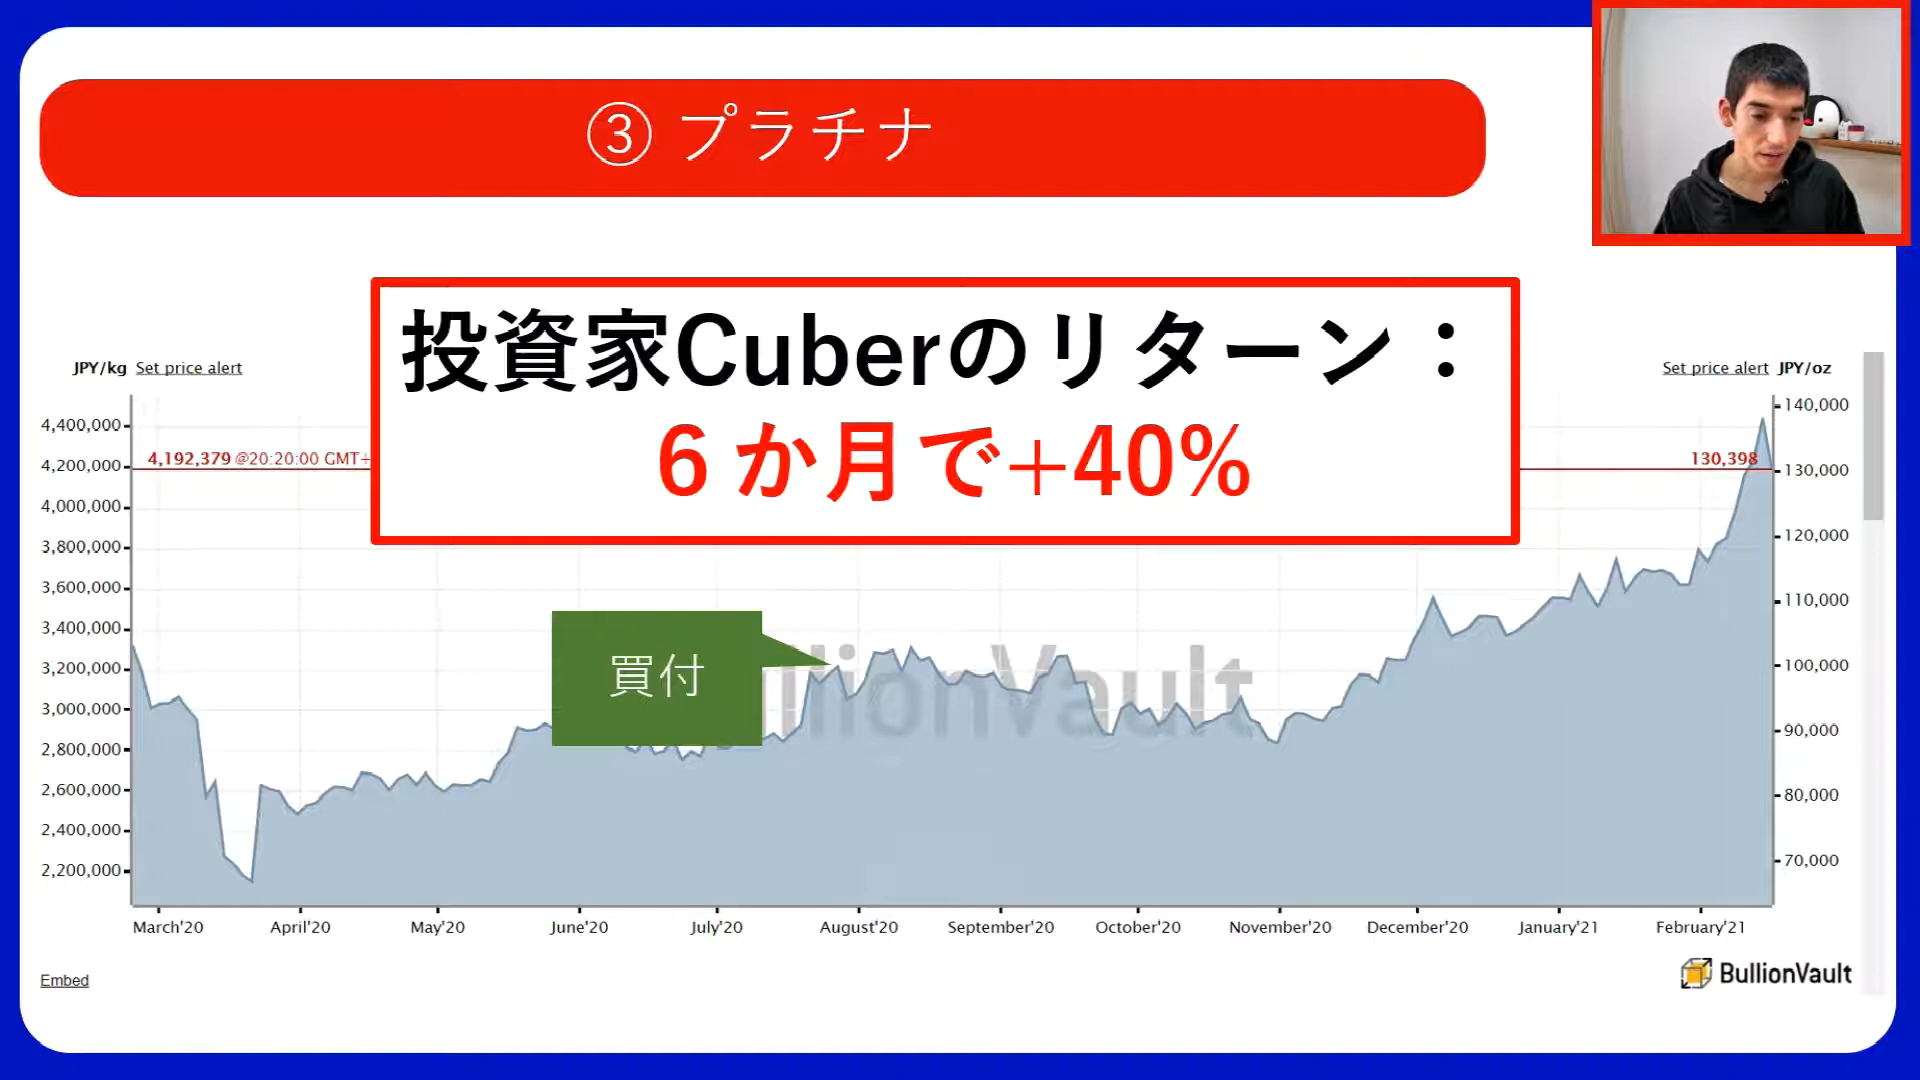 ③ プラチナ
投資家Cuberのリターン：
6か月で+40%
JPY/kg Set price alert
Set price alert JPY/oz
4,400,000
4,200,000
4,000,000
3,800,000
3,600,000
3,400,000
3,200,000
3,000,000
2,800,000
2,600,000
2,400,000
2,200,000
4,192,379 @20:20:00 GMT+
130,398
140,000
130,000
120,000
110,000
100,000
90,000
80,000
70,000
買付
BullionVault
March'20 April'20 May'20 June'20 July'20 August'20 September'20 October'20 November'20 December'20 January'21 February'21
Embed
BullionVault